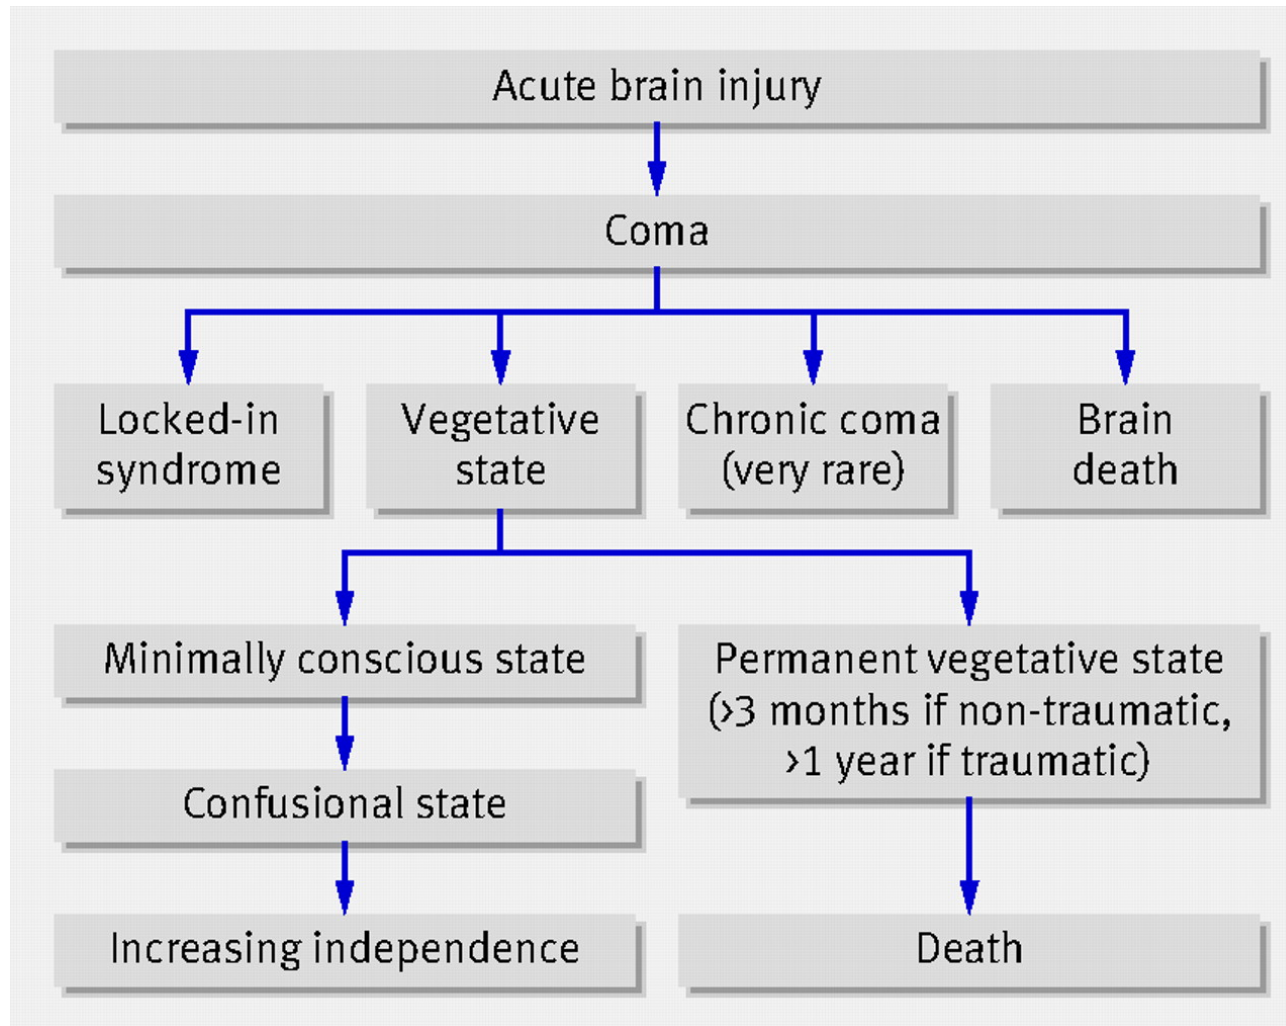 Acute brain injury
Coma
Locked-in
syndrome
Vegetative
state
Chronic coma
(very rare)
Brain
death
Minimally conscious state
Permanent vegetative state
(>3 months if non-traumatic,
>1 year if traumatic)
Confusional state
Increasing independence
Death